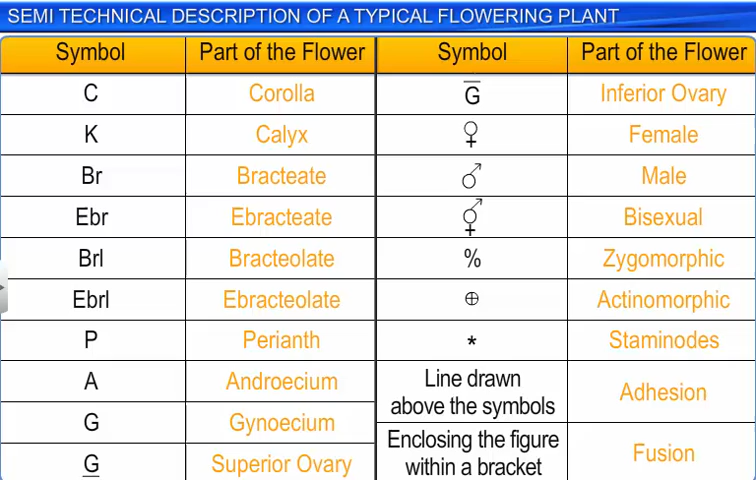 SEMI TECHNICAL DESCRIPTION OF A TYPICAL FLOWERING PLANT
Symbol Part of the Flower Symbol Part of the Flower
C Corolla G̅ Inferior Ovary
K Calyx ♀ Female
Br Bracteate ♂ Male
Ebr Ebracteate ⚥ Bisexual
Brl Bracteolate % Zygomorphic
Ebrl Ebracteolate ⊕ Actinomorphic
P Perianth * Staminodes
A Androecium Line drawn
above the symbols Adhesion
G Gynoecium Enclosing the figure
within a bracket Fusion
G̲ Superior Ovary